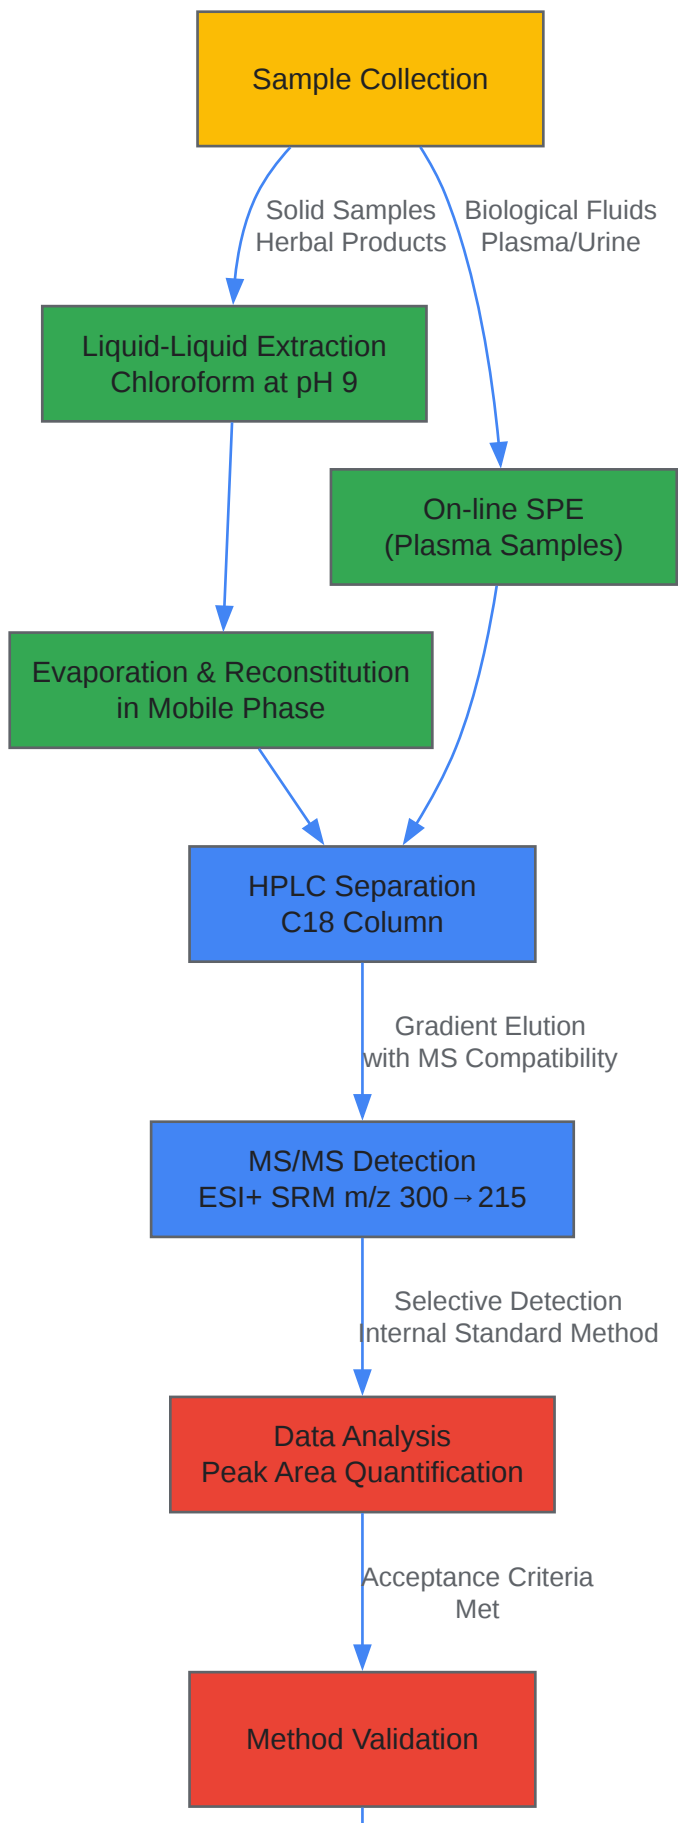 Sample Collection
Solid Samples
Herbal Products
Biological Fluids
Plasma/Urine
Liquid-Liquid Extraction
Chloroform at pH 9
On-line SPE
(Plasma Samples)
Evaporation & Reconstitution
in Mobile Phase
HPLC Separation
C18 Column
Gradient Elution
with MS Compatibility
MS/MS Detection
ESI+ SRM m/z 300→215
Selective Detection
Internal Standard Method
Data Analysis
Peak Area Quantification
Acceptance Criteria
Met
Method Validation